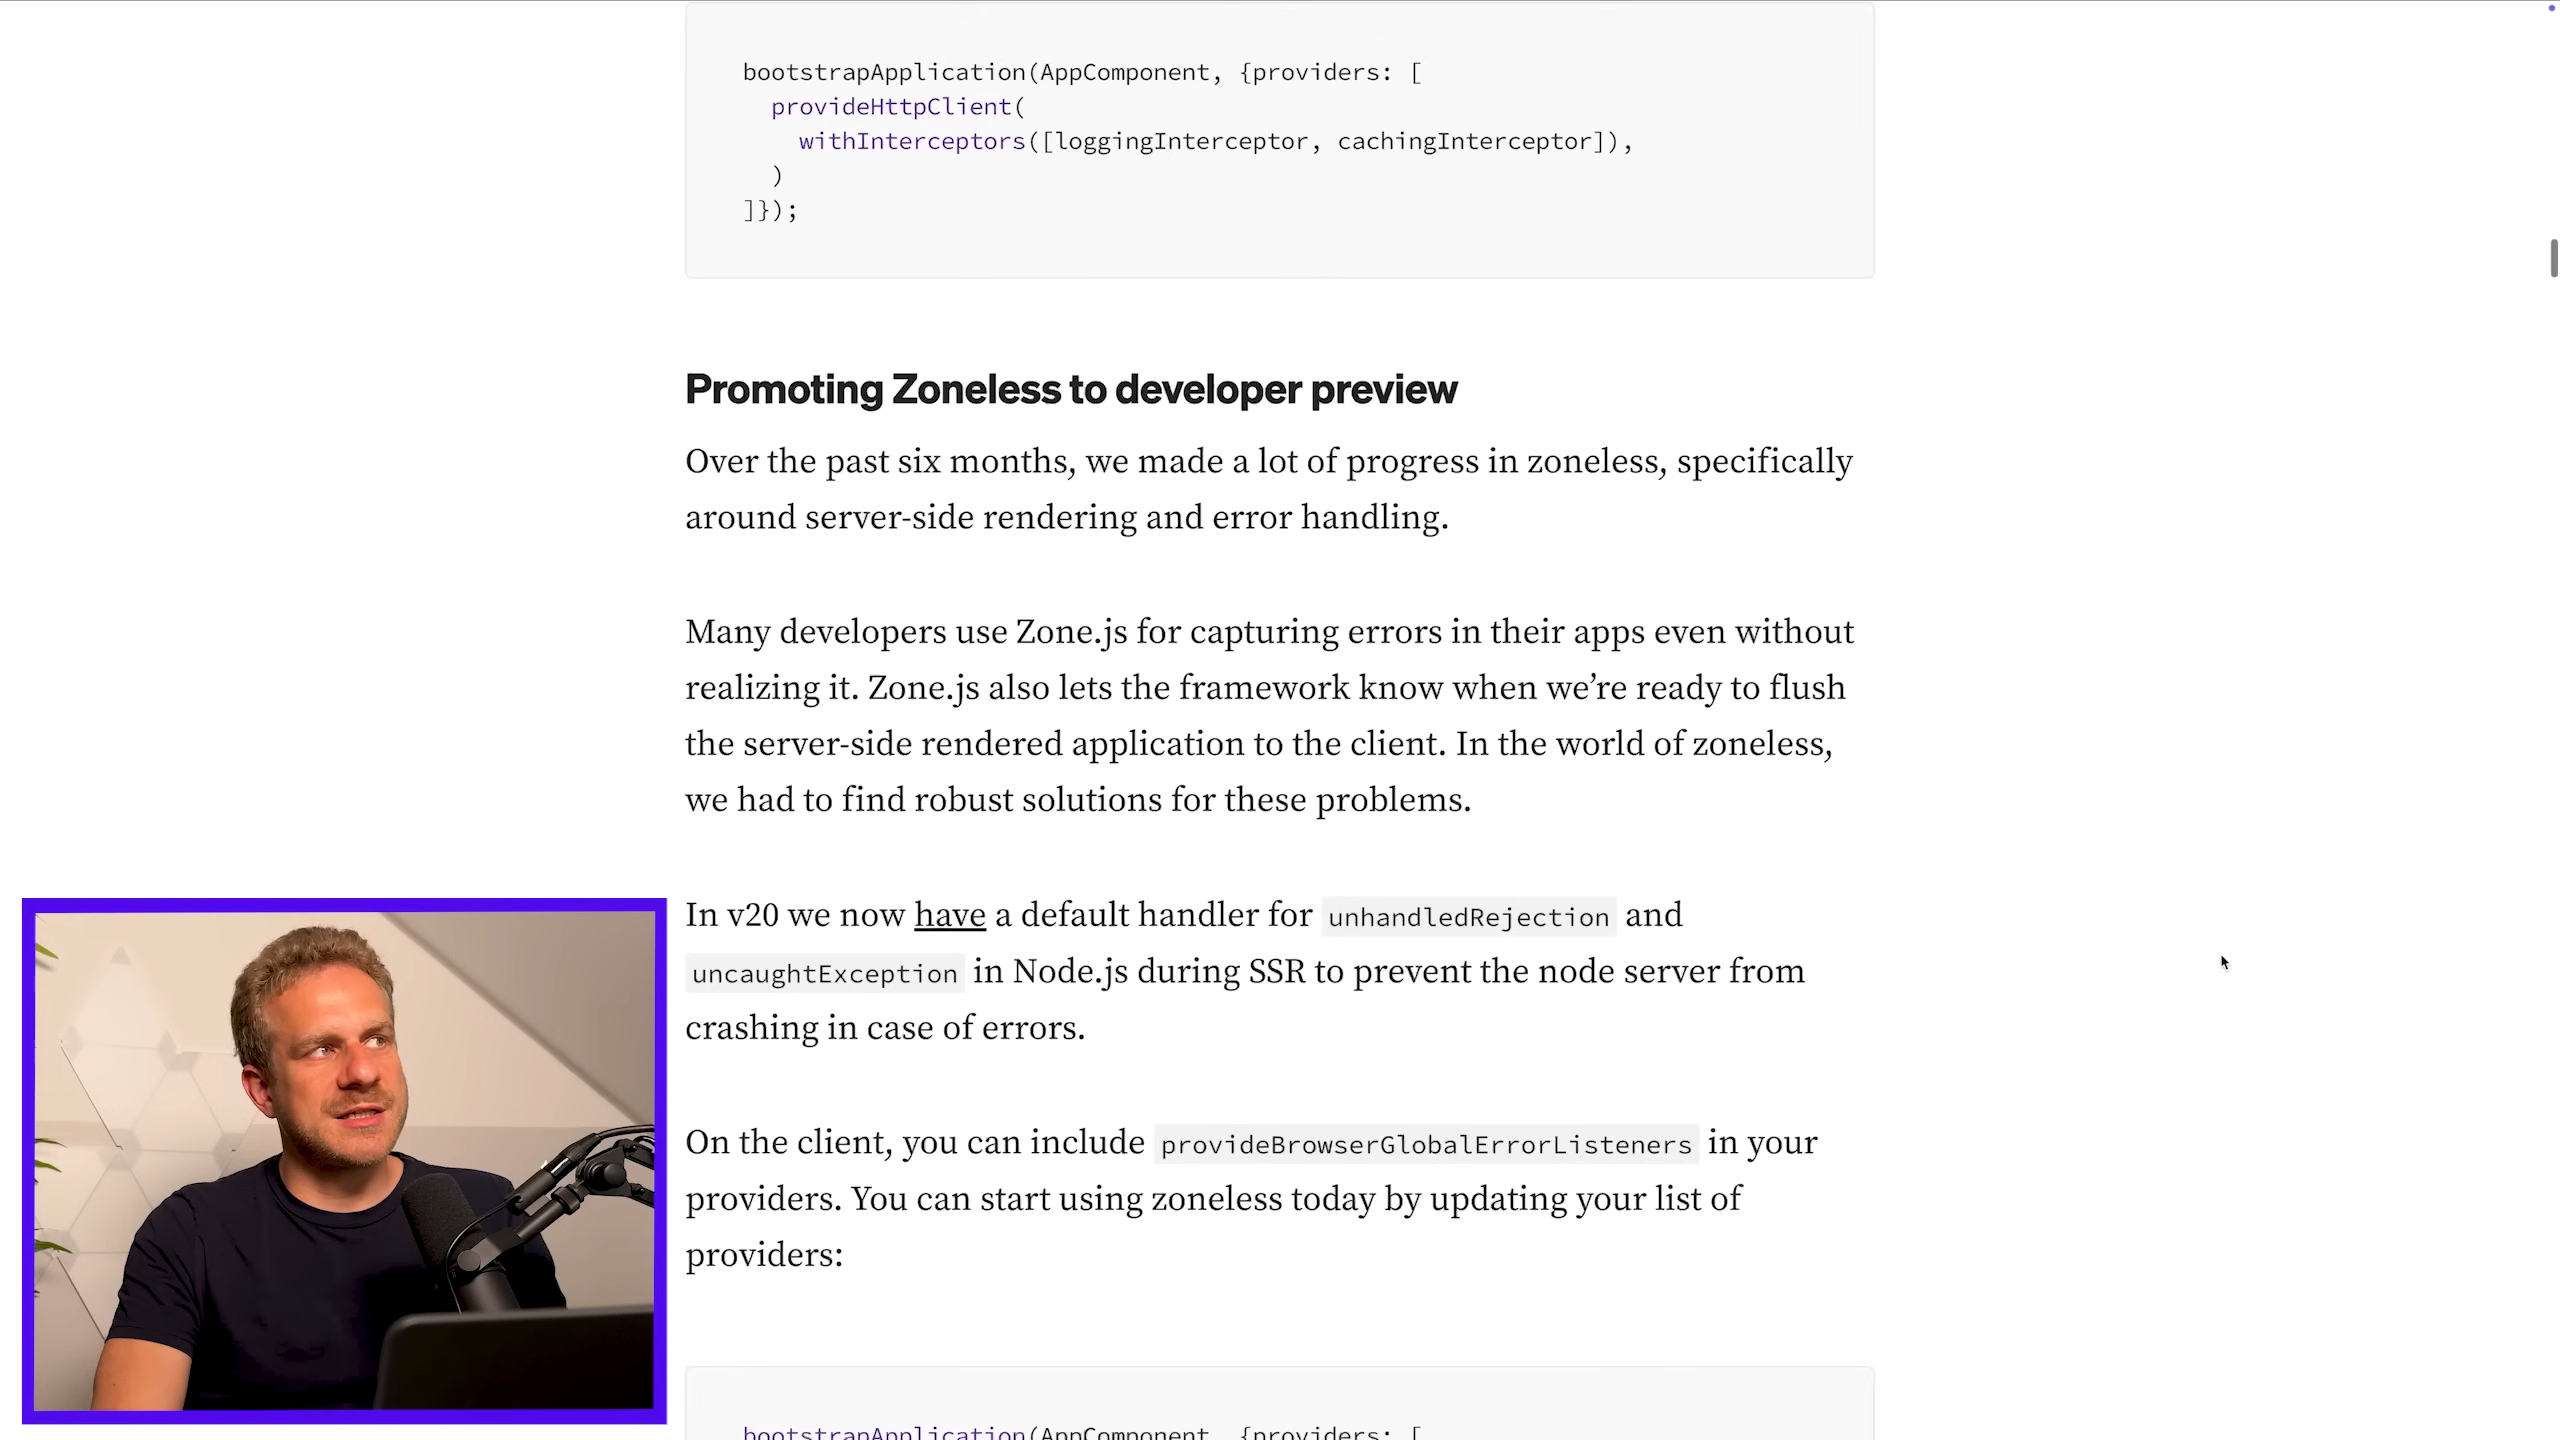 bootstrapApplication(AppComponent, {providers: [
provideHttpClient(
withInterceptors([loggingInterceptor, cachingInterceptor]),
)
]});
Promoting Zoneless to developer preview
Over the past six months, we made a lot of progress in zoneless, specifically
around server-side rendering and error handling.
Many developers use Zone.js for capturing errors in their apps even without
realizing it. Zone.js also lets the framework know when we’re ready to flush
the server-side rendered application to the client. In the world of zoneless,
we had to find robust solutions for these problems.
In v20 we now have a default handler for unhandledRejection and
uncaughtException in Node.js during SSR to prevent the node server from
crashing in case of errors.
On the client, you can include provideBrowserGlobalErrorListeners in your
providers. You can start using zoneless today by updating your list of
providers:
bootstrapApplication(AppComponent, {providers: [